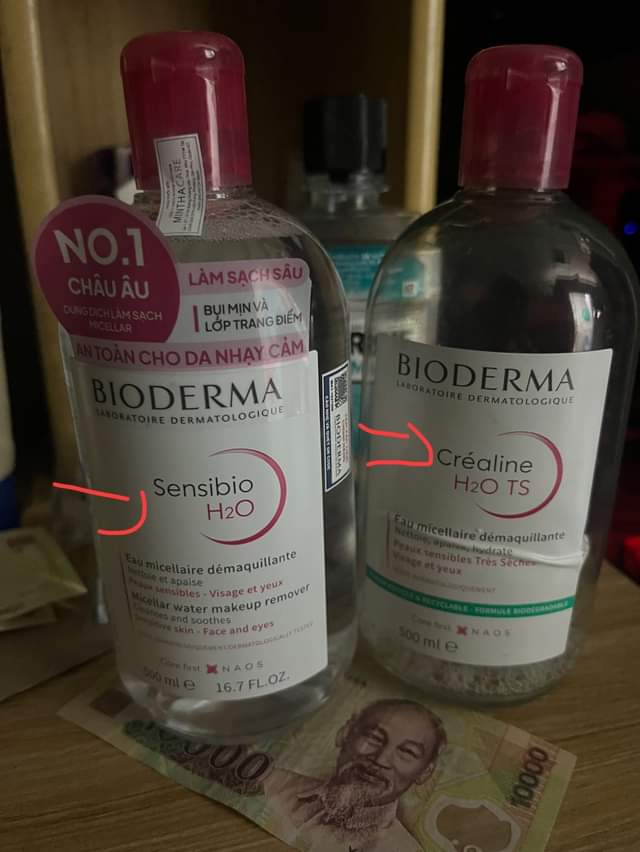 MINTHACARE
NO.1
CHÂU ÂU
DUNG DỊCH LÀM SẠCH
MICELLAR
LÀM SẠCH SÂU
BỤI MỊN VÀ
LỚP TRANG ĐIỂM
AN TOÀN CHO DA NHẠY CẢM
BIODERMA
LABORATOIRE DERMATOLOGIQUE
Sensibio
H2O
Eau micellaire démaquillante
Nettoie et apaise
Peaux sensibles - Visage et yeux
Micellar water makeup remover
Cleanses and soothes
Sensitive skin - Face and eyes
Care first NAOS
500 ml e 16.7 FL.OZ.
BIODERMA
BIODERMA
LABORATOIRE DERMATOLOGIQUE
Créaline
H2O TS
Eau micellaire démaquillante
Nettoie, apaise, hydrate
Peaux sensibles Très Sèches
Visage et yeux
RECYCLABLE - FORMULE BIODÉGRADABLE
Care first NAOS
500 ml e
10000